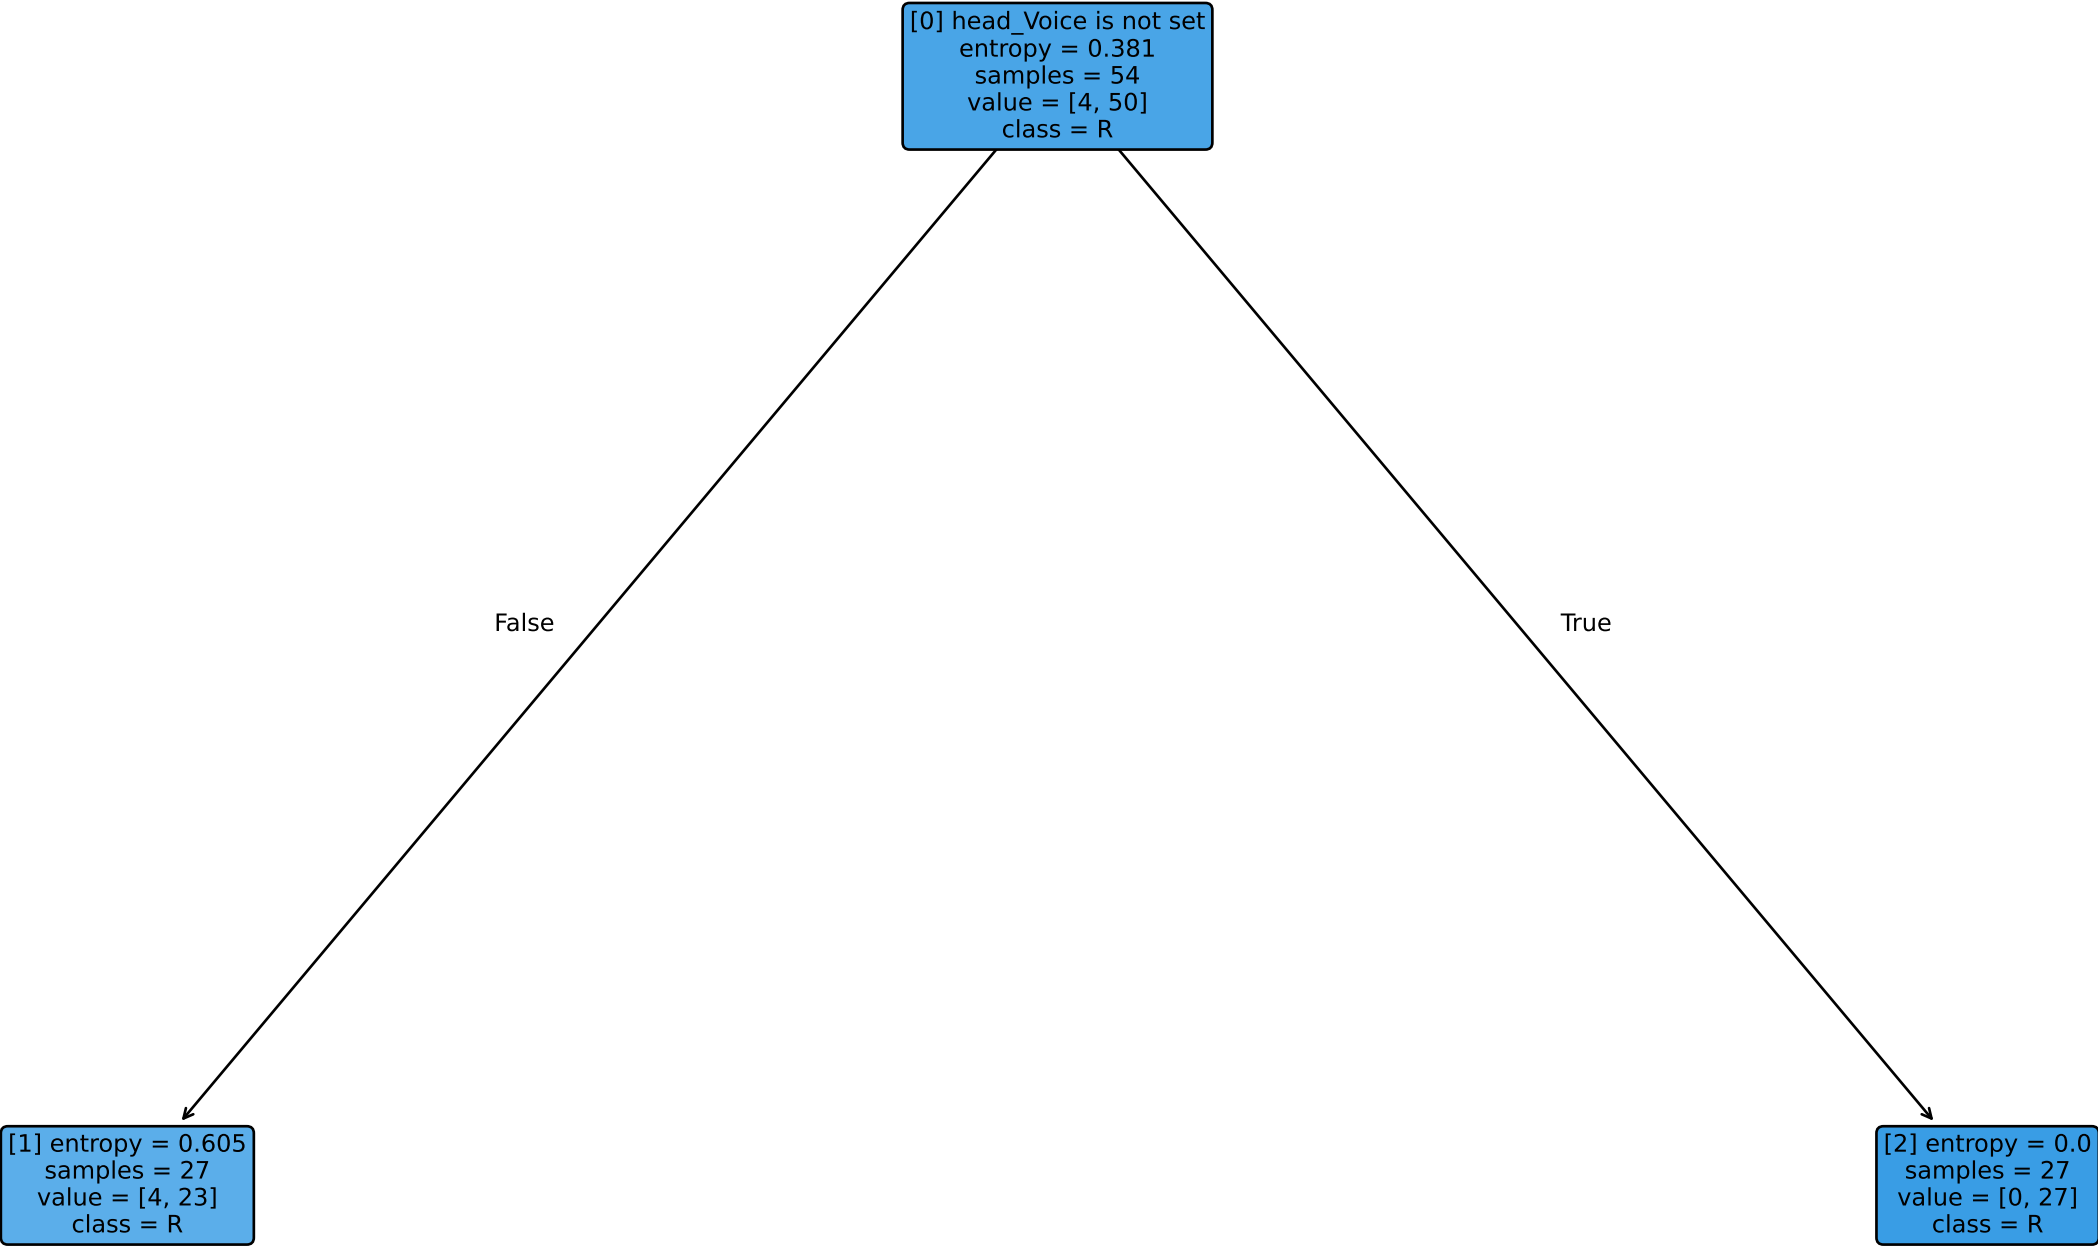 [0] head_Voice is not set
entropy = 0.381
samples = 54
value = [4, 50]
class = R
False
True
[1] entropy = 0.605
samples = 27
value = [4, 23]
class = R
[2] entropy = 0.0
samples = 27
value = [0, 27]
class = R